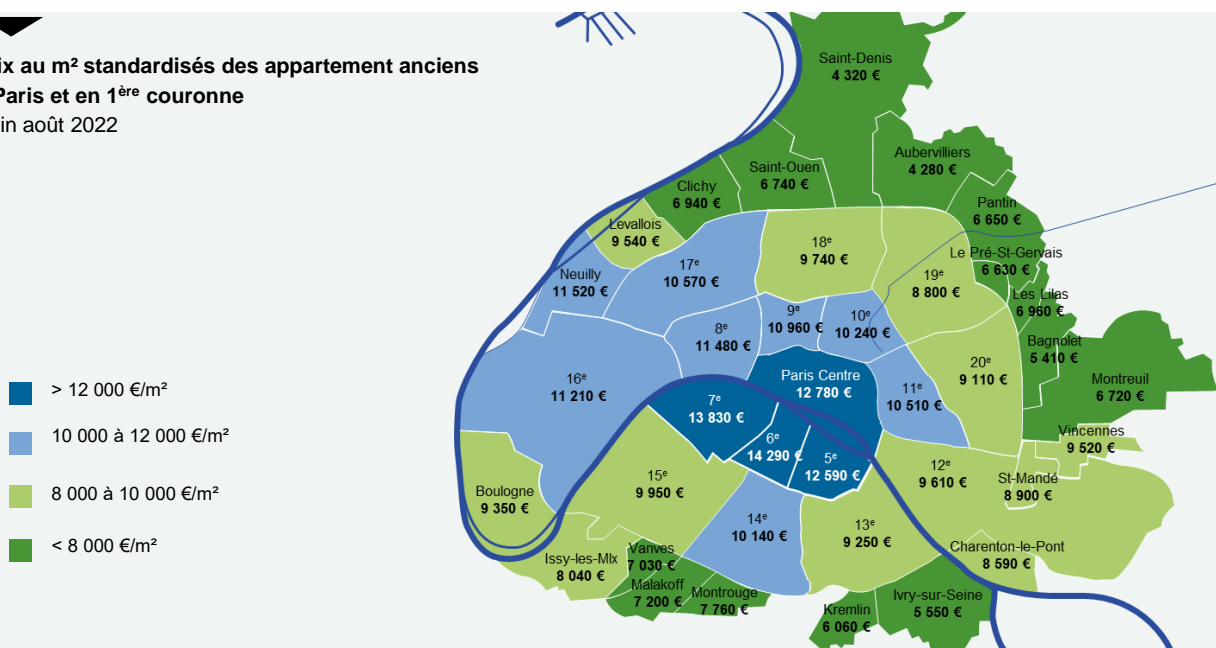 ix au m² standardisés des appartement anciens
Paris et en 1ère couronne
in août 2022
> 12 000 €/m²
10 000 à 12 000 €/m²
8 000 à 10 000 €/m²
< 8 000 €/m²
Saint-Denis
4 320 €
Aubervilliers
4 280 €
Saint-Ouen
6 740 €
Clichy
6 940 €
Pantin
6 650 €
Levallois
9 540 €
18e
9 740 €
Le Pré-St-Gervais
6 630 €
17e
10 570 €
Neuilly
11 520 €
19e
8 800 €
Les Lilas
6 960 €
9e
10 960 €
10e
10 240 €
8e
11 480 €
Bagnolet
5 410 €
20e
9 110 €
Paris Centre
12 780 €
16e
11 210 €
11e
10 510 €
Montreuil
6 720 €
7e
13 830 €
Vincennes
9 520 €
6e
14 290 €
5e
12 590 €
12e
9 610 €
St-Mandé
8 900 €
15e
9 950 €
Boulogne
9 350 €
14e
10 140 €
13e
9 250 €
Charenton-le-Pont
8 590 €
Vanves
7 030 €
Issy-les-Mlx
8 040 €
Malakoff
7 200 €
Montrouge
7 760 €
Ivry-sur-Seine
5 550 €
Kremlin
6 060 €